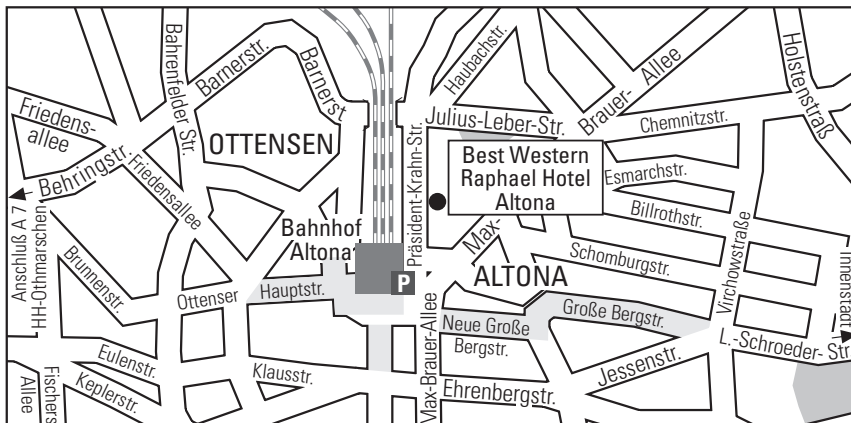 Bahrenfelder Str.
Barnerstr.
Barnerst
Haubachstr.
Max-
Brauer-
Allee
Holstenstraß
Friedens-
allee
Julius-Leber-Str.
Chemnitzstr.
OTTENSEN
Best Western
Raphael Hotel
Altona
Behringstr.
Friedensallee
Präsident-Krahn-Str.
Esmarchstr.
Billrothstr.
Anschluß A 7
HH-Othmarschen
Bahnhof
Altona
Schomburgstr.
Virchowstraße
Innenstadt
Brunnenstr.
Ottenser
Hauptstr.
P
ALTONA
Große Bergstr.
Max-Brauer-Allee
Neue Große
Bergstr.
L.-Schroeder- Str.
Eulenstr.
Klausstr.
Jessenstr.
Fischers
Allee
Keplerstr.
Ehrenbergstr.